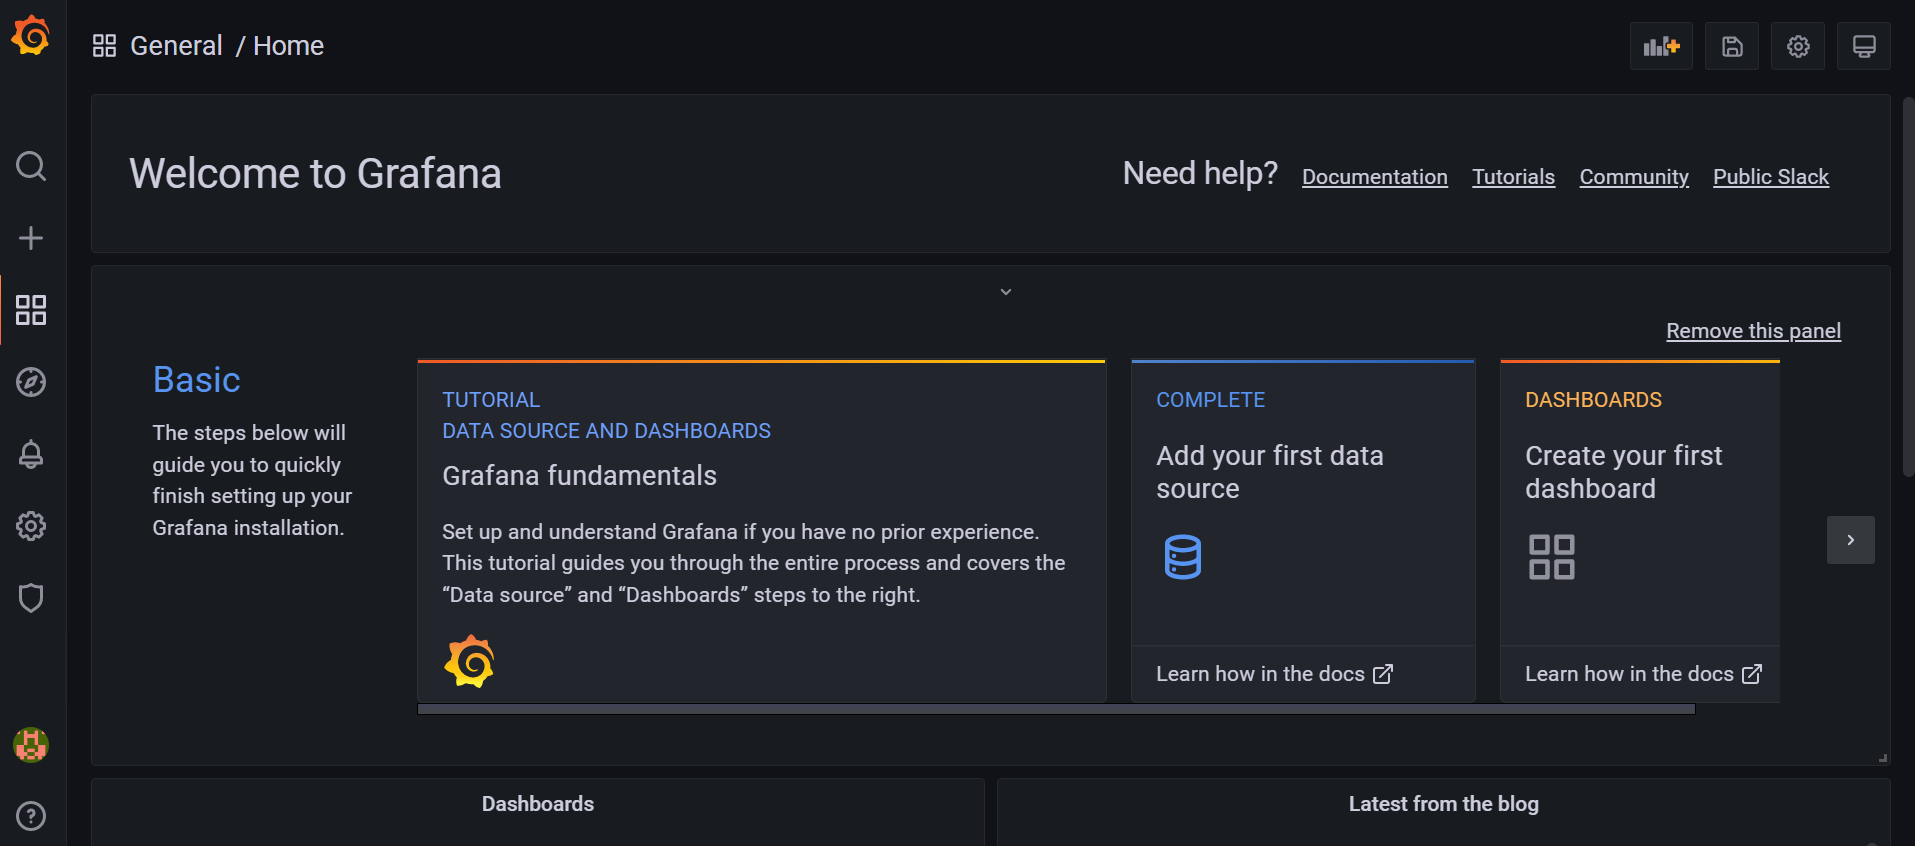 General / Home
Welcome to Grafana
Need help? Documentation Tutorials Community Public Slack
Remove this panel
Basic
The steps below will
guide you to quickly
finish setting up your
Grafana installation.
TUTORIAL
DATA SOURCE AND DASHBOARDS
Grafana fundamentals
Set up and understand Grafana if you have no prior experience.
This tutorial guides you through the entire process and covers the
“Data source” and “Dashboards” steps to the right.
COMPLETE
Add your first data
source
Learn how in the docs
DASHBOARDS
Create your first
dashboard
Learn how in the docs
Dashboards
Latest from the blog